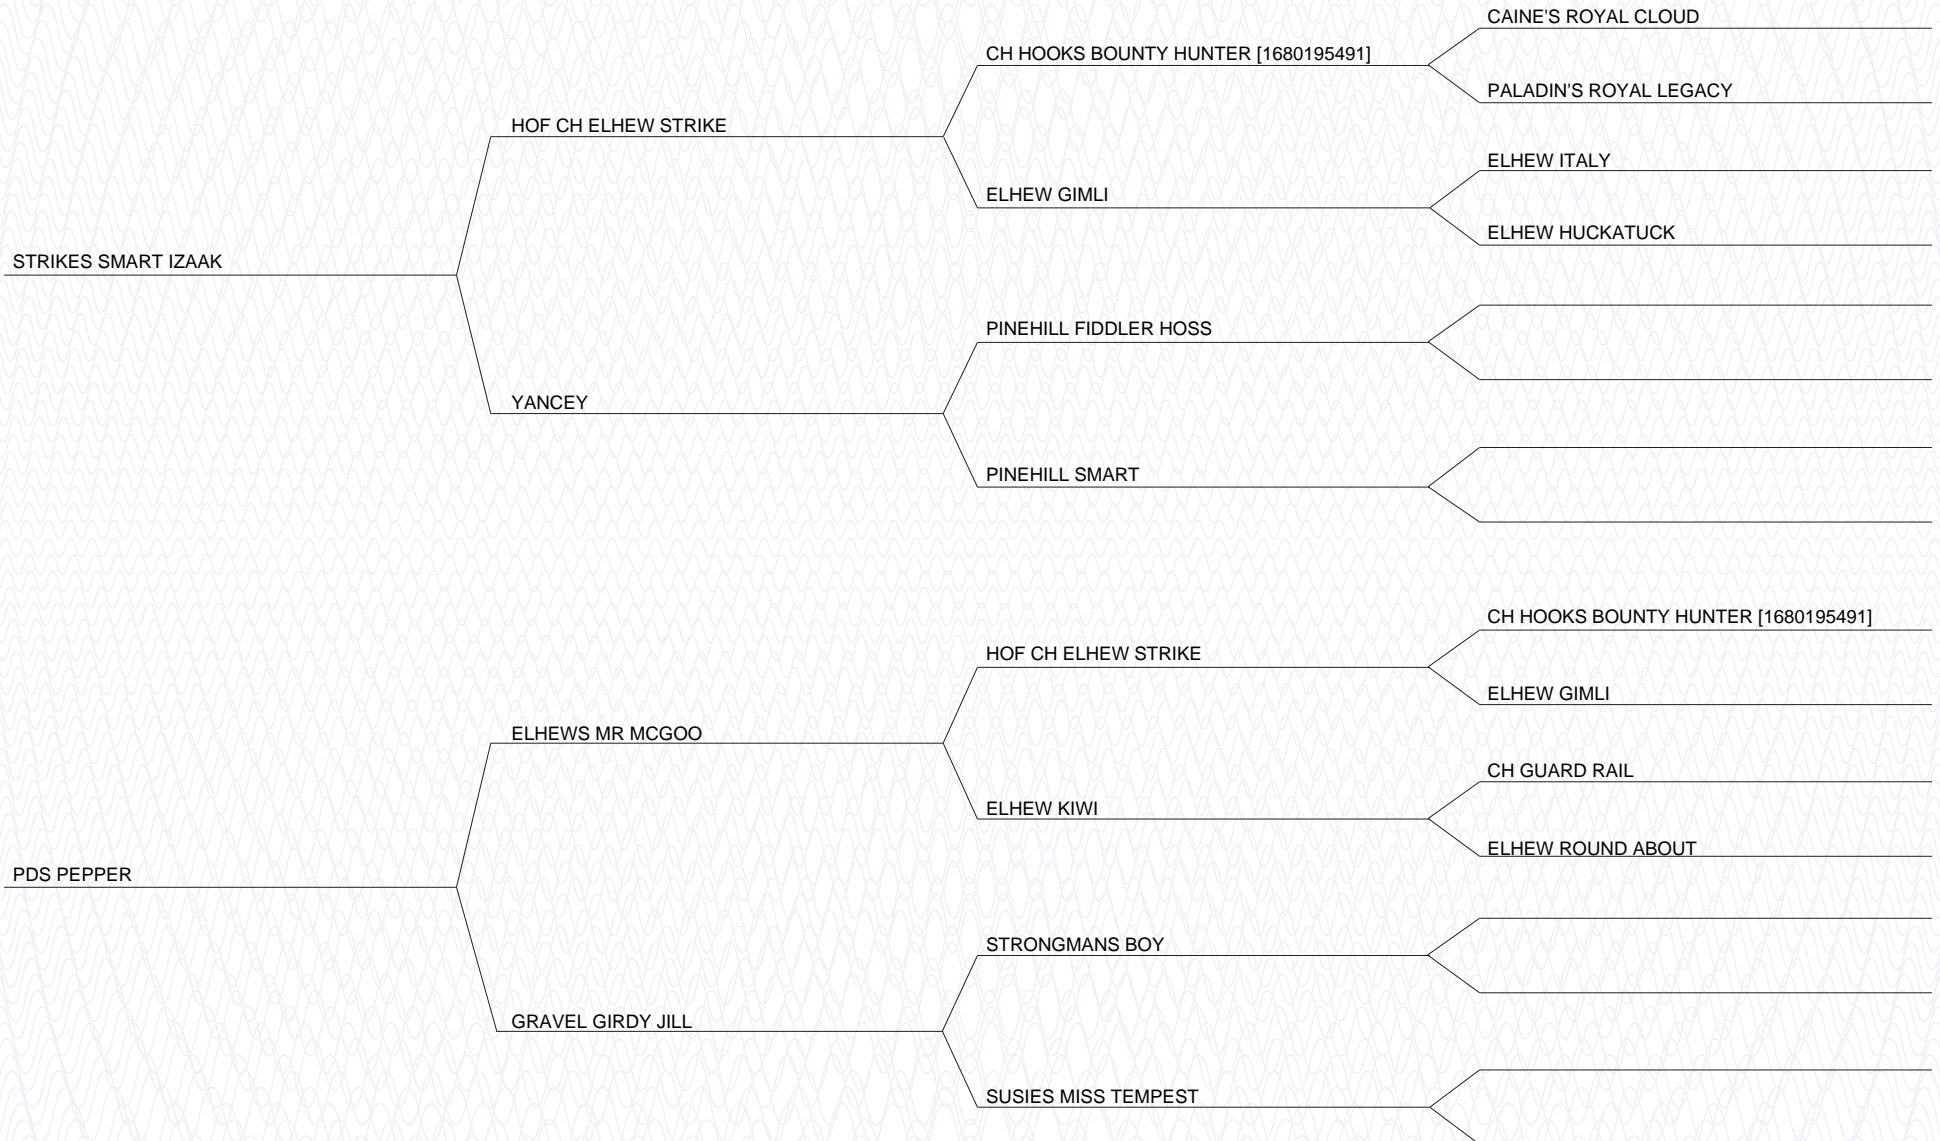 CAINE'S ROYAL CLOUD
CH HOOKS BOUNTY HUNTER [1680195491]
PALADIN'S ROYAL LEGACY
HOF CH ELHEW STRIKE
ELHEW ITALY
ELHEW GIMLI
ELHEW HUCKATUCK
STRIKES SMART IZAAK
PINEHILL FIDDLER HOSS
YANCEY
PINEHILL SMART
CH HOOKS BOUNTY HUNTER [1680195491]
HOF CH ELHEW STRIKE
ELHEW GIMLI
ELHEWS MR MCGOO
CH GUARD RAIL
ELHEW KIWI
ELHEW ROUND ABOUT
PDS PEPPER
STRONGMANS BOY
GRAVEL GIRDY JILL
SUSIES MISS TEMPEST